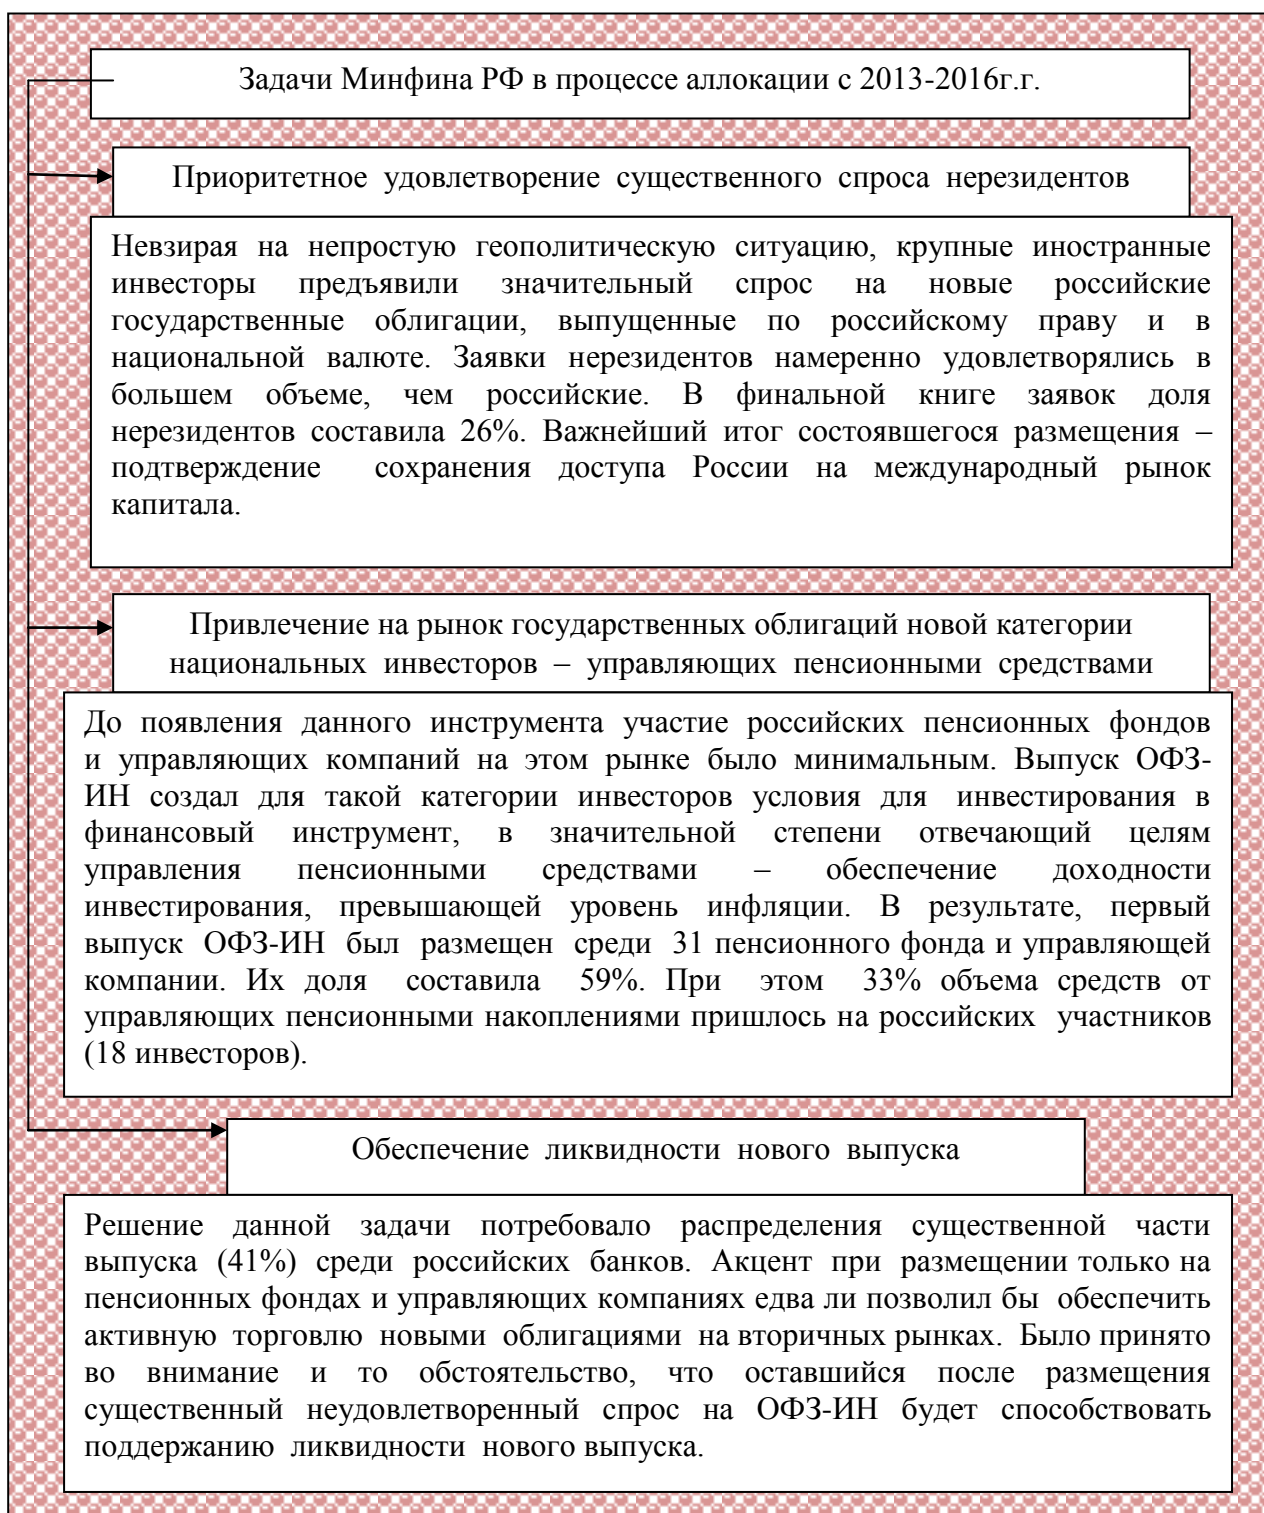 Задачи Минфина РФ в процессе аллокации с 2013-2016г.г.
Приоритетное удовлетворение существенного спроса нерезидентов
Невзирая на непростую геополитическую ситуацию, крупные иностранные
инвесторы предъявили значительный спрос на новые российские
государственные облигации, выпущенные по российскому праву и в
национальной валюте. Заявки нерезидентов намеренно удовлетворялись в
большем объеме, чем российские. В финальной книге заявок доля
нерезидентов составила 26%. Важнейший итог состоявшегося размещения –
подтверждение сохранения доступа России на международный рынок
капитала.
Привлечение на рынок государственных облигаций новой категории
национальных инвесторов – управляющих пенсионными средствами
До появления данного инструмента участие российских пенсионных фондов
и управляющих компаний на этом рынке было минимальным. Выпуск ОФЗ-
ИН создал для такой категории инвесторов условия для инвестирования в
финансовый инструмент, в значительной степени отвечающий целям
управления пенсионными средствами – обеспечение доходности
инвестирования, превышающей уровень инфляции. В результате, первый
выпуск ОФЗ-ИН был размещен среди 31 пенсионного фонда и управляющей
компании. Их доля составила 59%. При этом 33% объема средств от
управляющих пенсионными накоплениями пришлось на российских участников
(18 инвесторов).
Обеспечение ликвидности нового выпуска
Решение данной задачи потребовало распределения существенной части
выпуска (41%) среди российских банков. Акцент при размещении только на
пенсионных фондах и управляющих компаниях едва ли позволил бы обеспечить
активную торговлю новыми облигациями на вторичных рынках. Было принято
во внимание и то обстоятельство, что оставшийся после размещения
существенный неудовлетворенный спрос на ОФЗ-ИН будет способствовать
поддержанию ликвидности нового выпуска.